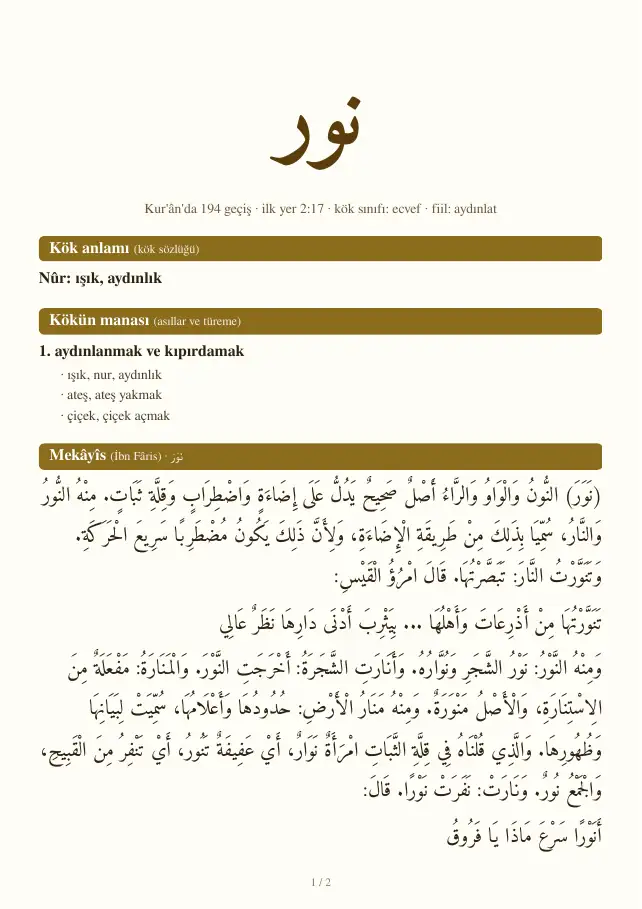 نور
Kur'ân'da 194 geçiş · ilk yer 2:17 · kök sınıfı: ecvef · fiil: aydınlat
Kök anlamı (kök sözlüğü)
Nûr: ışık, aydınlık
Kökün manası (asıllar ve türeme)
1. aydınlanmak ve kıpırdamak
· ışık, nur, aydınlık
· ateş, ateş yakmak
· çiçek, çiçek açmak
Mekâyîs (İbn Fâris) · نَوَرَ
(نَوَرَ) النُّونُ وَالْوَاوُ وَالرَّاءُ أَصْلٌ صَحِيحٌ يَدُلُّ عَلَى إِضَاءَةٍ وَاضْطِرَابٍ وَقِلَّةِ ثَبَاتٍ. مِنْهُ النُّورُ
وَالنَّارُ، سُمِّيَا بِذَلِكَ مِنْ طَرِيقَةِ الْإِضَاءَةِ، وَلِأَنَّ ذَلِكَ يَكُونُ مُضْطَرِبًا سَرِيعَ الْحَرَكَةِ.
وَتَنَوَّرْتُ النَّارَ: تَبَصَّرْتُهَا. قَالَ امْرُؤُ الْقَيْسِ:
تَنَوَّرْتُهَا مِنْ أَذْرِعَاتَ وَأَهْلُهَا ... بِيَثْرِبَ أَدْنَى دَارِهَا نَظَرٌ عَالِي
وَمِنْهُ النَّوْرُ: نَوْرُ الشَّجَرِ وَنُوَّارُهُ. وَأَنَارَتِ الشَّجَرَةُ: أَخْرَجَتِ النَّوْرَ. وَالْمَنَارَةُ: مَفْعَلَةٌ مِنَ
الِاسْتِنَارَةِ، وَالْأَصْلُ مَنْوَرَةٌ. وَمِنْهُ مَنَارُ الْأَرْضِ: حُدُودُهَا وَأَعْلَامُهَا، سُمِّيَتْ لِبَيَانِهَا
وَظُهُورِهَا. وَالَّذِي قُلْنَاهُ فِي قِلَّةِ الثَّبَاتِ امْرَأَةٌ نَوَارٌ، أَيْ عَفِيفَةٌ تَنُورُ، أَيْ تَنْفِرُ مِنَ الْقَبِيحِ،
وَالْجَمْعُ نُورٌ. وَنَارَتْ: نَفَرَتْ نَوْرًا. قَالَ:
أَنَوْرًا سَرْعَ مَاذَا يَا فَرُوقُ
1 / 2